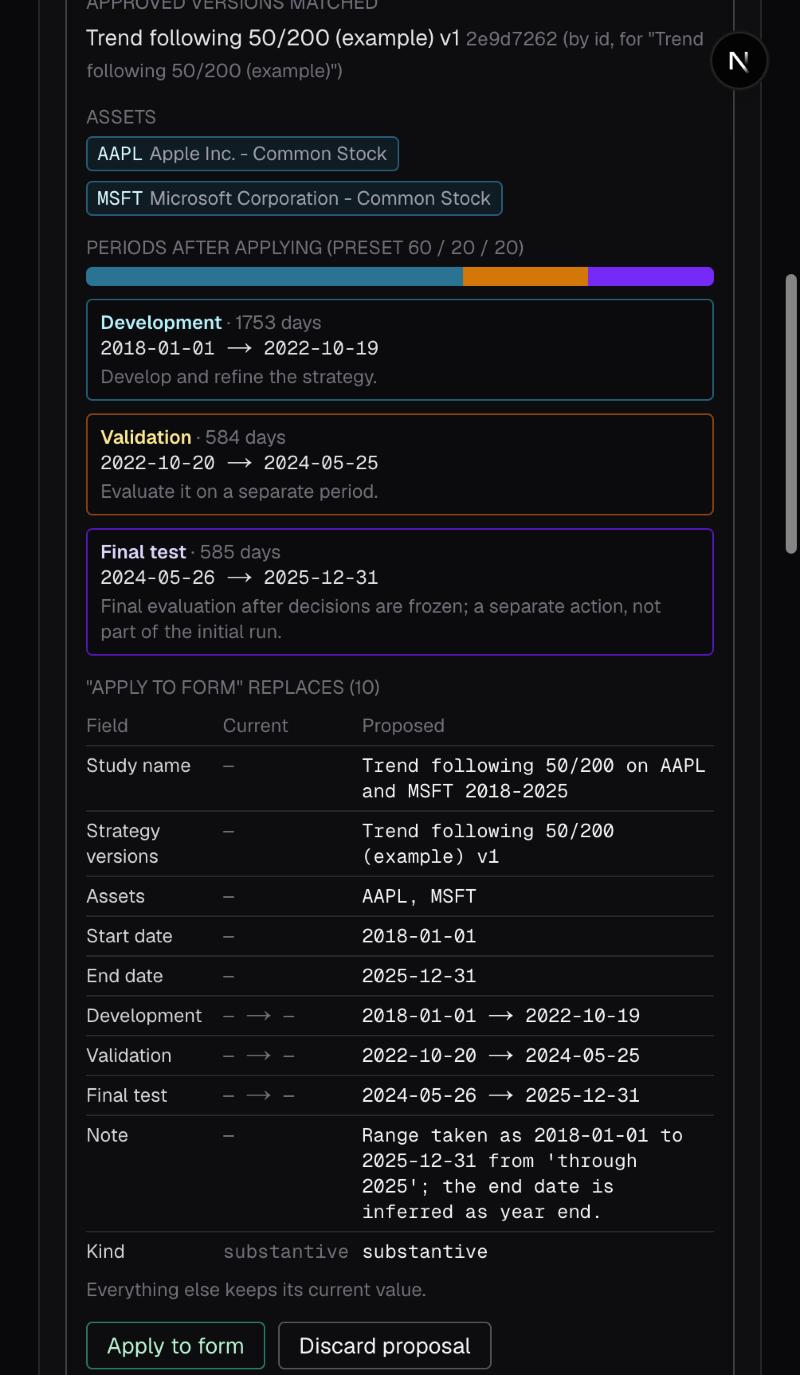 APPROVED VERSIONS MATCHED
Trend following 50/200 (example) v1 2e9d7262 (by id, for "Trend
following 50/200 (example)")
N
ASSETS
AAPL Apple Inc. - Common Stock
MSFT Microsoft Corporation - Common Stock
PERIODS AFTER APPLYING (PRESET 60 / 20 / 20)
Development · 1753 days
2018-01-01 → 2022-10-19
Develop and refine the strategy.
Validation · 584 days
2022-10-20 → 2024-05-25
Evaluate it on a separate period.
Final test · 585 days
2024-05-26 → 2025-12-31
Final evaluation after decisions are frozen; a separate action, not
part of the initial run.
"APPLY TO FORM" REPLACES (10)
Field Current Proposed
Study name – Trend following 50/200 on AAPL
and MSFT 2018-2025
Strategy – Trend following 50/200
versions (example) v1
Assets – AAPL, MSFT
Start date – 2018-01-01
End date – 2025-12-31
Development – → – 2018-01-01 → 2022-10-19
Validation – → – 2022-10-20 → 2024-05-25
Final test – → – 2024-05-26 → 2025-12-31
Note – Range taken as 2018-01-01 to
2025-12-31 from 'through
2025'; the end date is
inferred as year end.
Kind substantive substantive
Everything else keeps its current value.
Apply to form Discard proposal